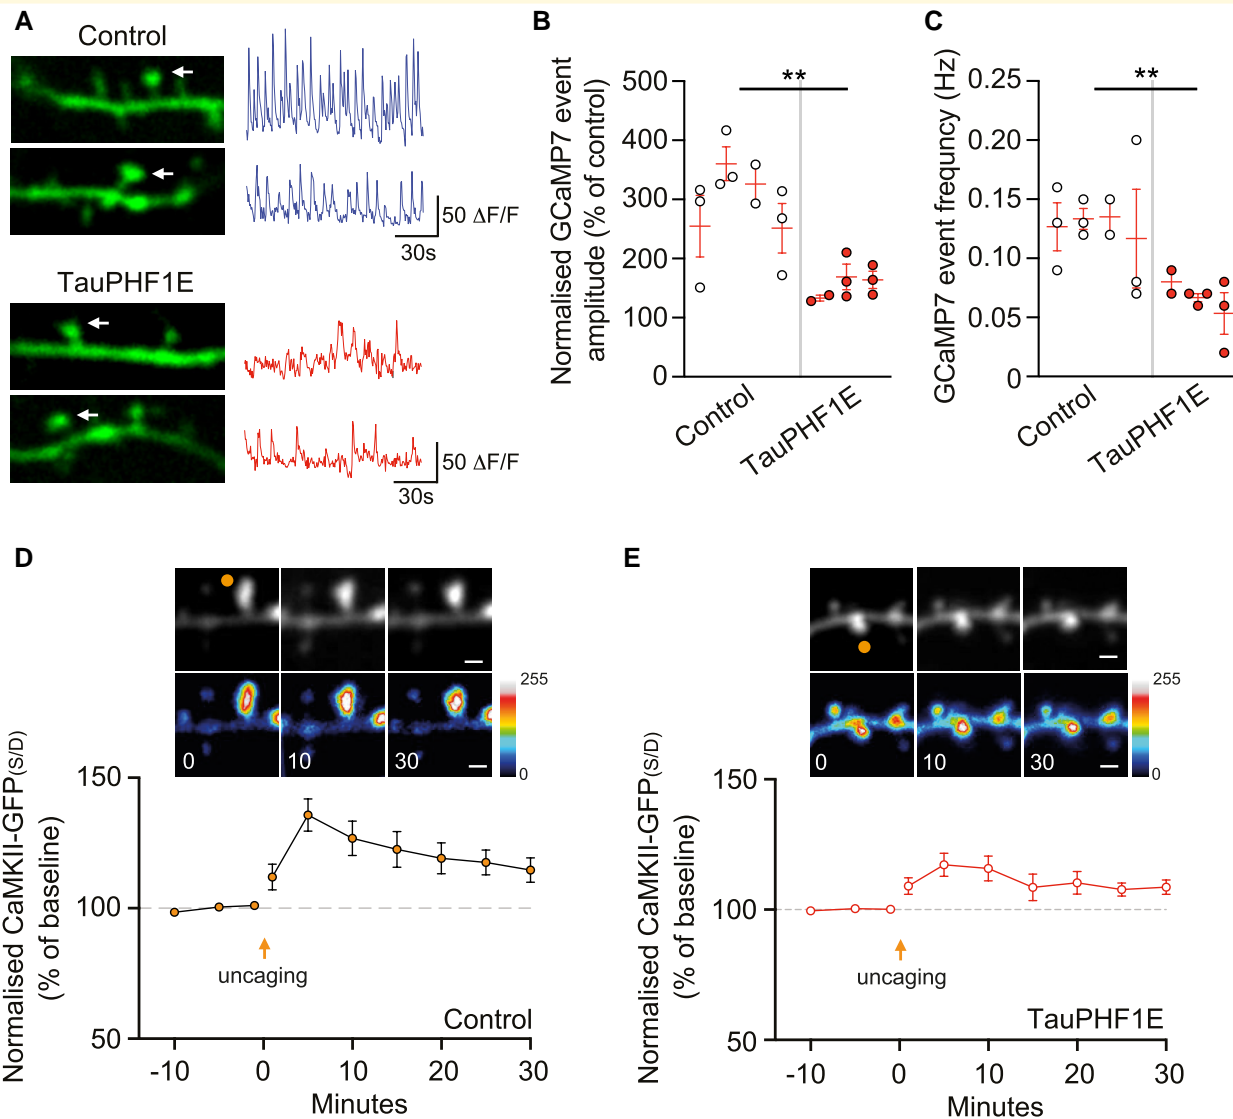 A
Control
50 ΔF/F
30s
TauPHF1E
50 ΔF/F
30s
B
Normalised GCaMP7 event
amplitude (% of control)
500
400
300
200
100
0
**
Control
TauPHF1E
C
GCaMP7 event frequncy (Hz)
0.25
0.20
0.15
0.10
0.05
0
**
Control
TauPHF1E
D
0
10
30
255
0
Normalised CaMKII-GFP(S/D)
(% of baseline)
150
100
50
uncaging
Control
-10
0
10
20
30
Minutes
E
0
10
30
255
0
Normalised CaMKII-GFP(S/D)
(% of baseline)
150
100
50
uncaging
TauPHF1E
-10
0
10
20
30
Minutes